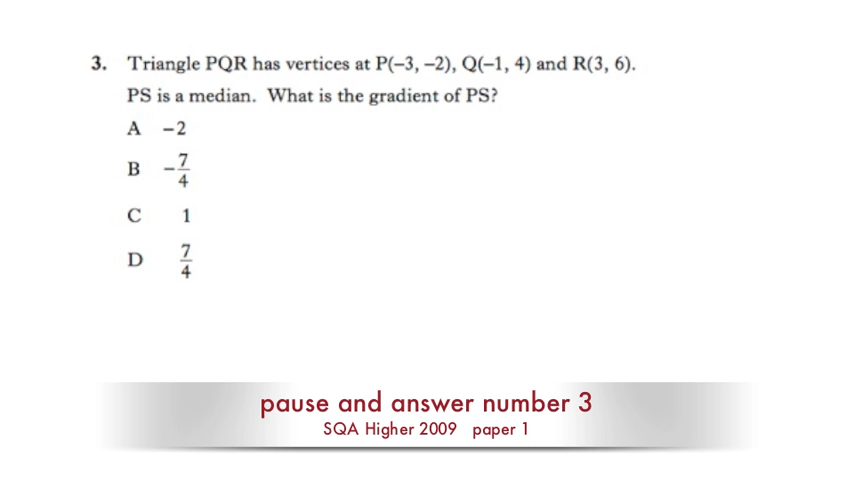 3. Triangle PQR has vertices at P(–3, –2), Q(–1, 4) and R(3, 6).
PS is a median. What is the gradient of PS?
A –2
B –7/4
C 1
D 7/4
pause and answer number 3
SQA Higher 2009 paper 1